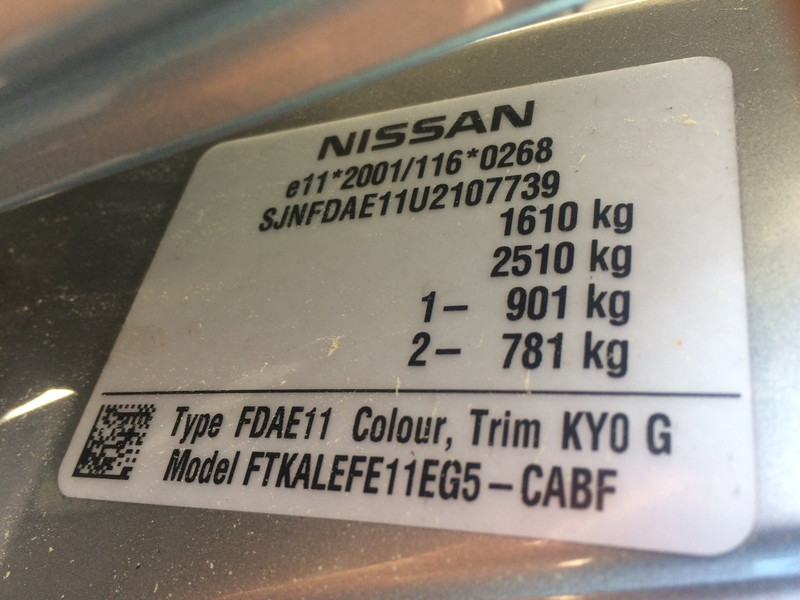 NISSAN
e11*2001/116*0268
SJNFDAE11U2107739
1610 kg
2510 kg
1– 901 kg
2– 781 kg
Type FDAE11 Colour, Trim KY0 G
Model FTKALEFE11EG5–CABF